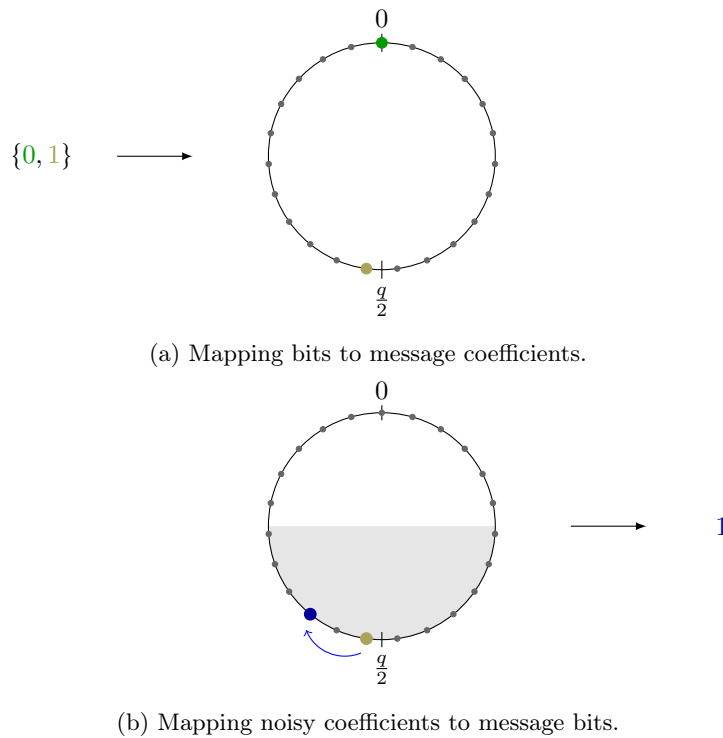 0
{0, 1}
q/2
(a) Mapping bits to message coefficients.
0
1
q/2
(b) Mapping noisy coefficients to message bits.